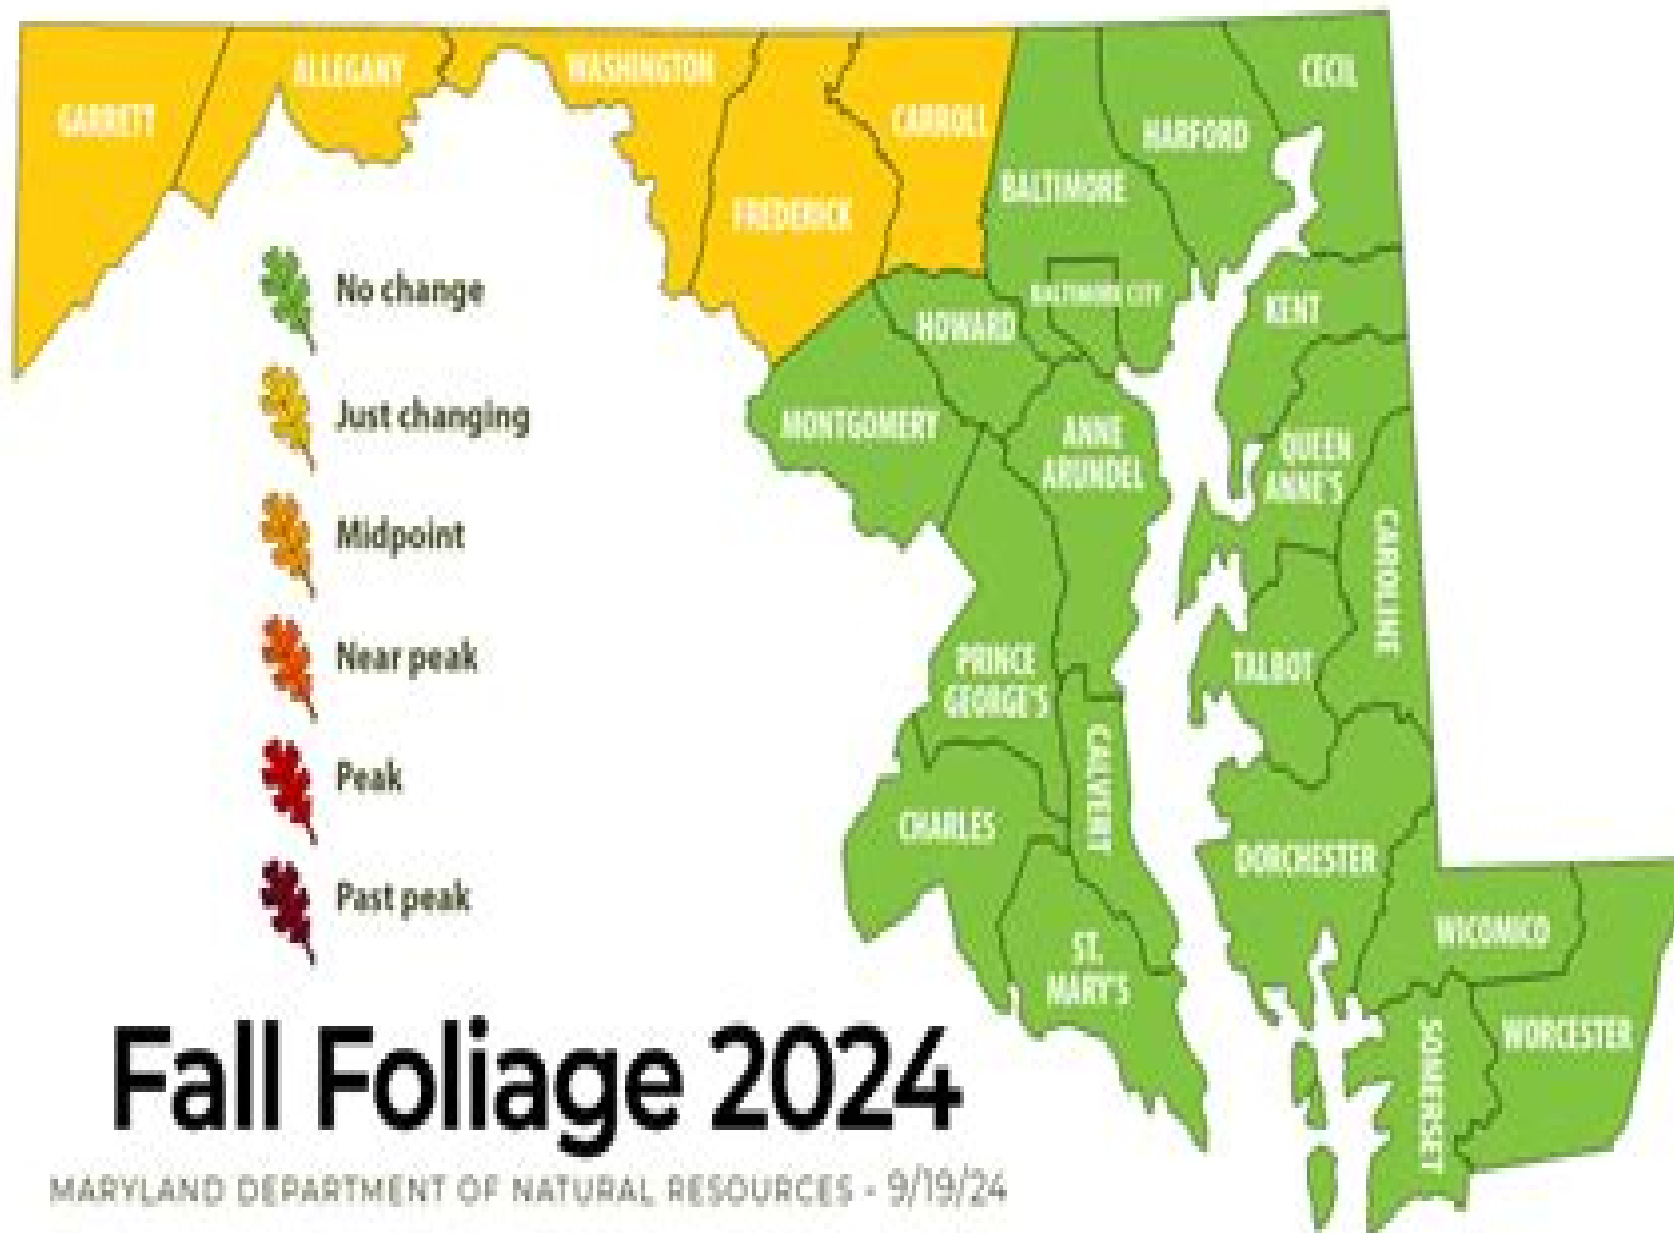 GARRETT
ALLEGANY
WASHINGTON
FREDERICK
CARROLL
BALTIMORE
HARFORD
CECIL
BALTIMORE CITY
HOWARD
KENT
MONTGOMERY
ANNE
ARUNDEL
QUEEN
ANNE'S
CAROLINE
PRINCE
GEORGE'S
TALBOT
CALVERT
CHARLES
DORCHESTER
ST.
MARY'S
WICOMICO
SOMERSET
WORCESTER
No change
Just changing
Midpoint
Near peak
Peak
Past peak
Fall Foliage 2024
MARYLAND DEPARTMENT OF NATURAL RESOURCES - 9/19/24